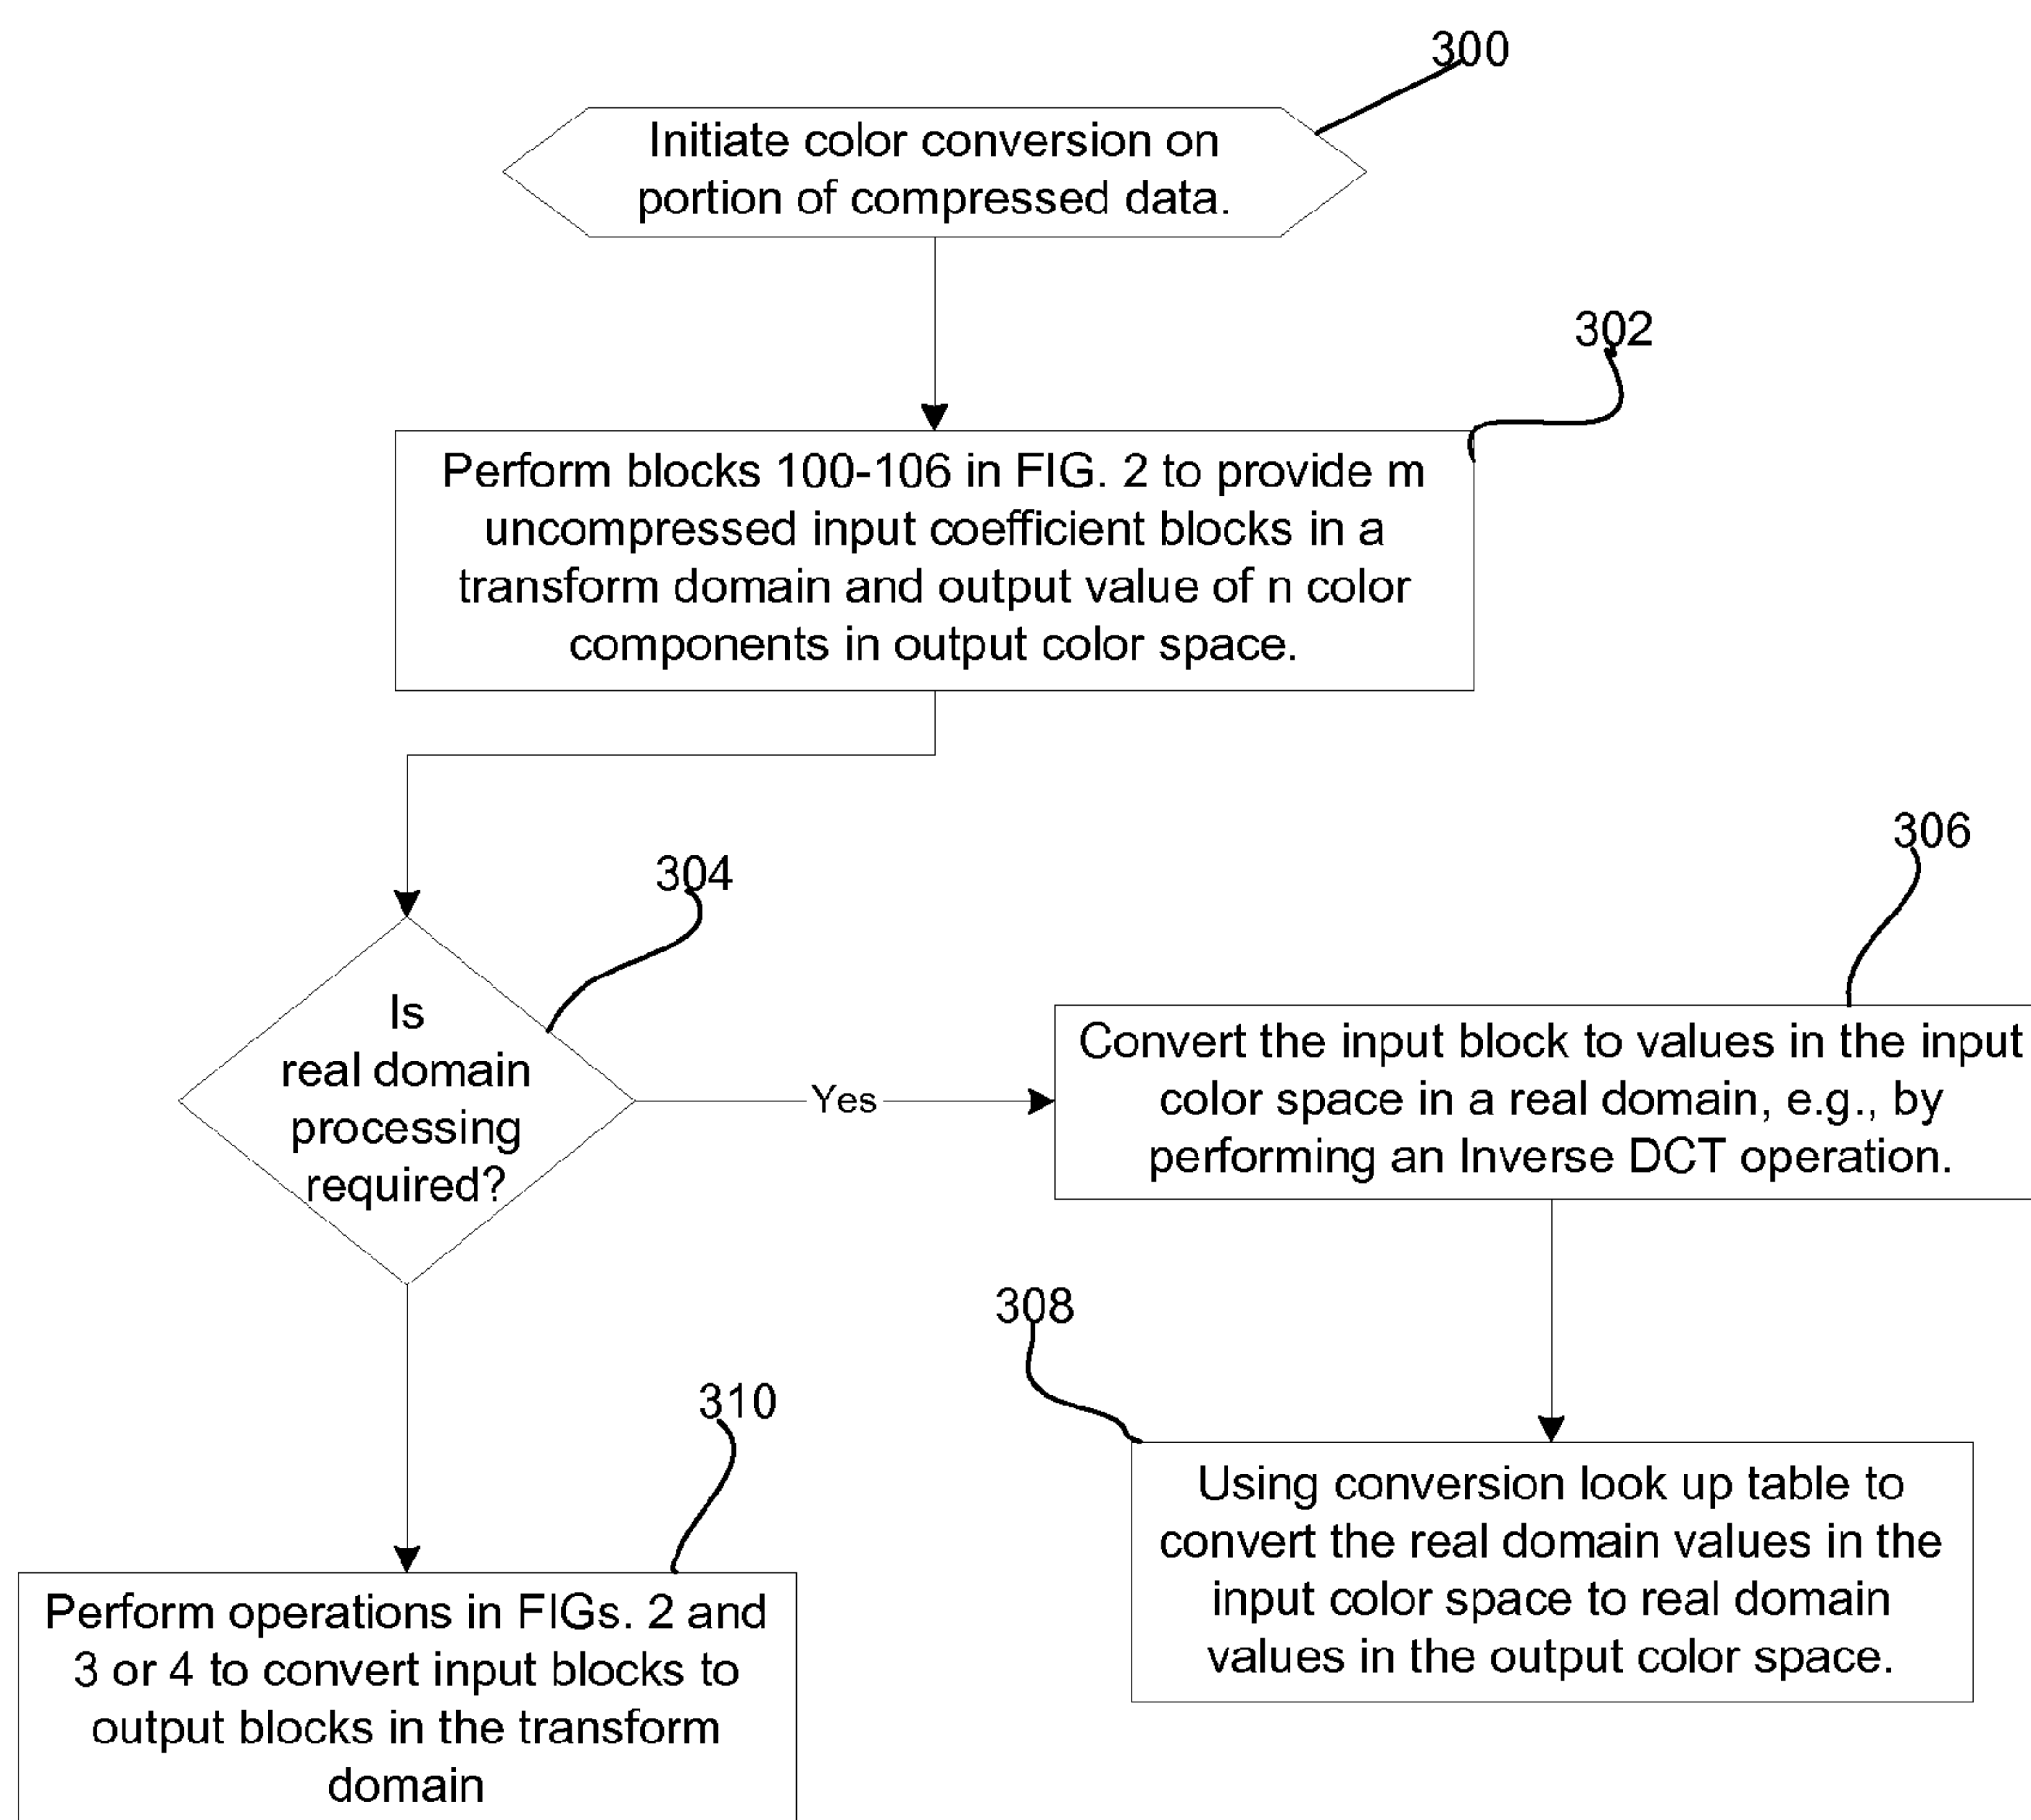 300
Initiate color conversion on
portion of compressed data.
302
Perform blocks 100-106 in FIG. 2 to provide m
uncompressed input coefficient blocks in a
transform domain and output value of n color
components in output color space.
304
Is
real domain
processing
required?
Yes
306
Convert the input block to values in the input
color space in a real domain, e.g., by
performing an Inverse DCT operation.
308
Using conversion look up table to
convert the real domain values in the
input color space to real domain
values in the output color space.
310
Perform operations in FIGs. 2 and
3 or 4 to convert input blocks to
output blocks in the transform
domain